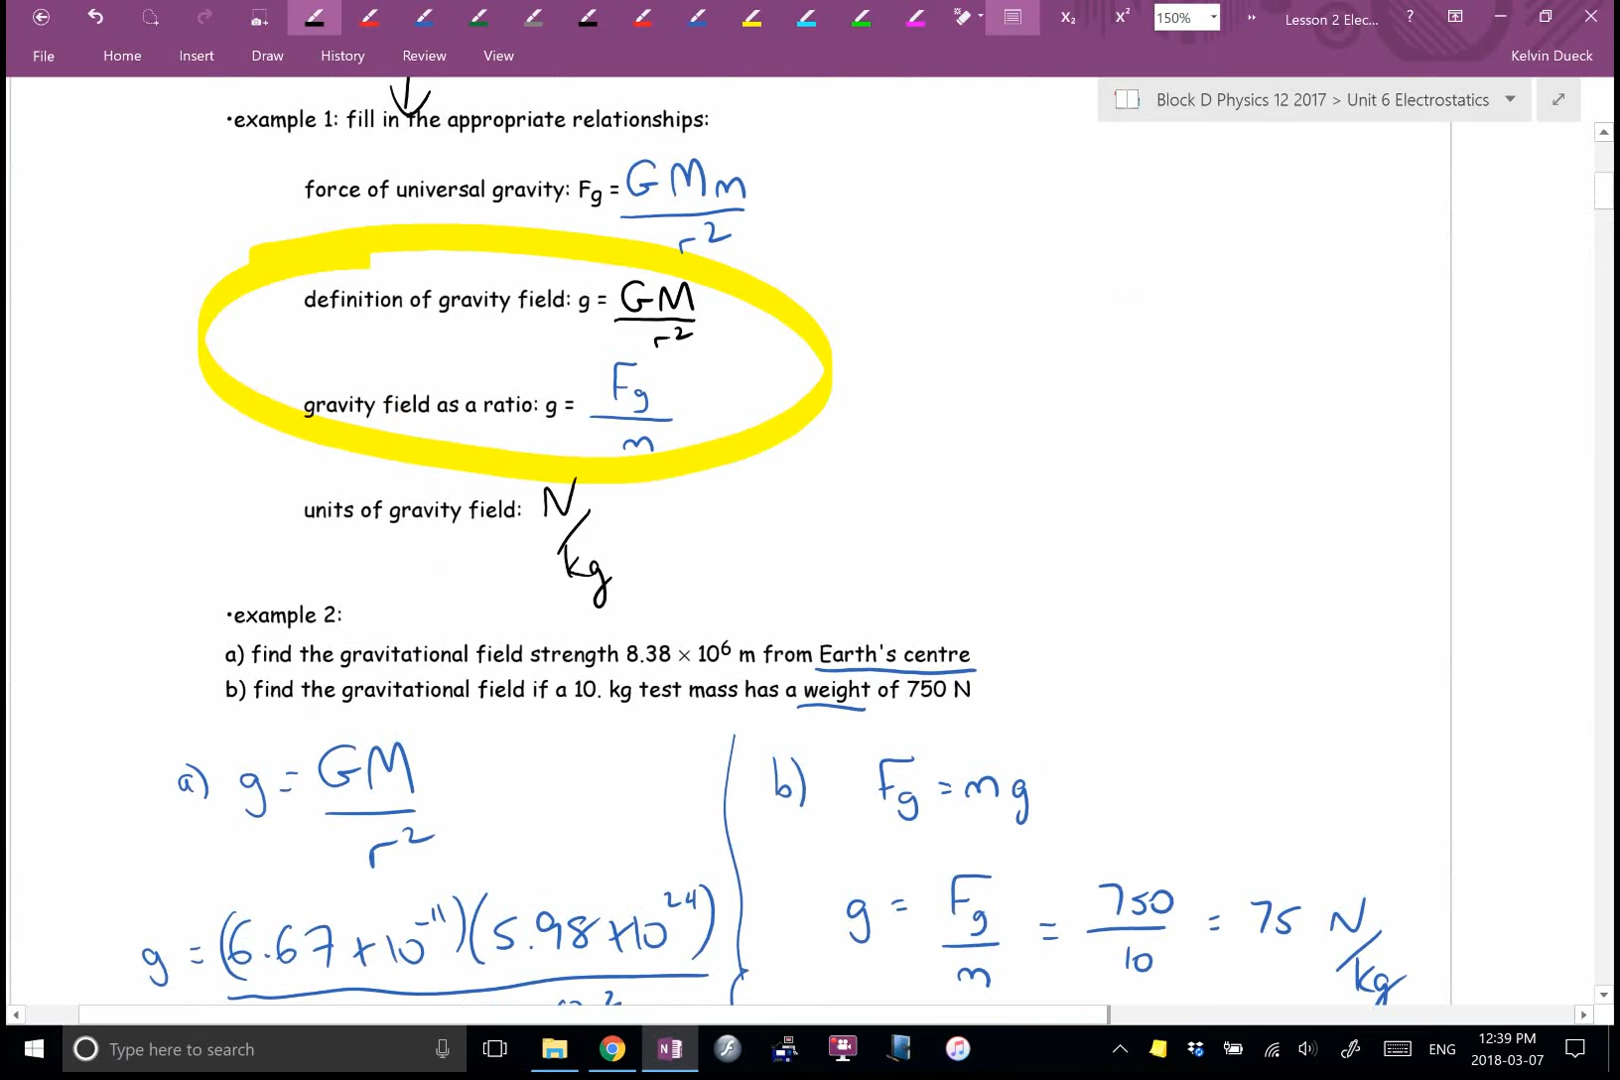 X₂ X² 150% Lesson 2 Elec... ?
File Home Insert Draw History Review View Kelvin Dueck
Block D Physics 12 2017 > Unit 6 Electrostatics
•example 1: fill in the appropriate relationships:
force of universal gravity: Fg = GMm / r²
definition of gravity field: g = GM / r²
gravity field as a ratio: g = Fg / m
units of gravity field: N/kg
•example 2:
a) find the gravitational field strength 8.38 × 10⁶ m from Earth's centre
b) find the gravitational field if a 10. kg test mass has a weight of 750 N
a) g = GM / r²
g = (6.67 × 10⁻¹¹)(5.98 × 10²⁴)
b) Fg = mg
g = Fg / m = 750 / 10 = 75 N/kg
Type here to search
ENG
12:39 PM
2018-03-07